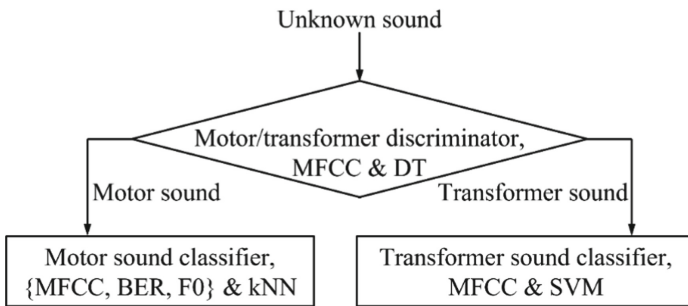 Unknown sound
Motor/transformer discriminator,
MFCC & DT
Motor sound
Transformer sound
Motor sound classifier,
{MFCC, BER, F0} & kNN
Transformer sound classifier,
MFCC & SVM